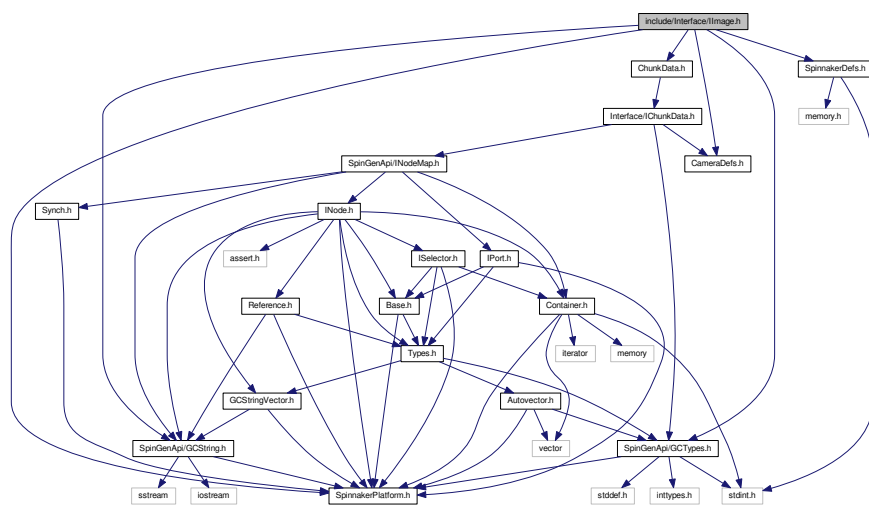 include/Interface/IImage.h
ChunkData.h
SpinnakerDefs.h
Interface/IChunkData.h
memory.h
SpinGenApi/INodeMap.h
CameraDefs.h
Synch.h
INode.h
assert.h
ISelector.h
IPort.h
Reference.h
Base.h
Container.h
Types.h
iterator
memory
GCStringVector.h
Autovector.h
SpinGenApi/GCString.h
vector
SpinGenApi/GCTypes.h
sstream
iostream
SpinnakerPlatform.h
stddef.h
inttypes.h
stdint.h